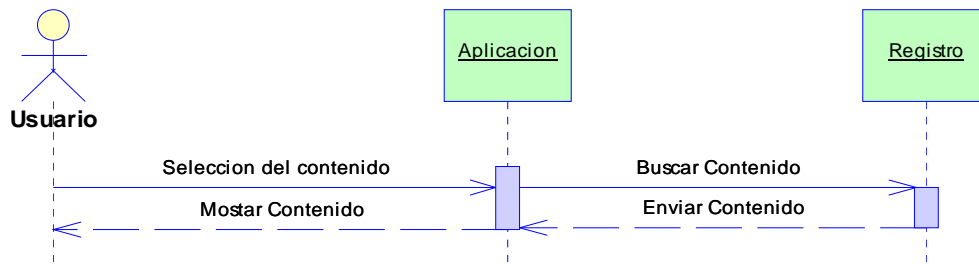 Aplicacion
Registro
Usuario
Seleccion del contenido
Buscar Contenido
Mostar Contenido
Enviar Contenido